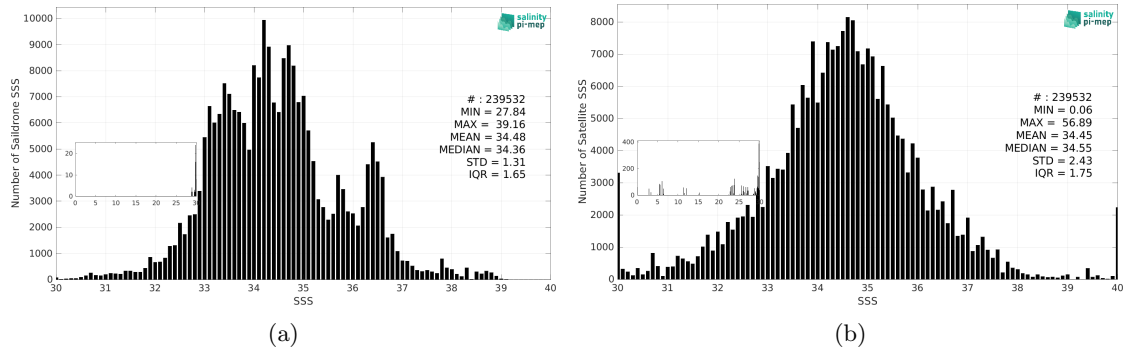 10000
9000
8000
7000
6000
5000
4000
3000
2000
1000
0
Number of Saildrone SSS
30 31 32 33 34 35 36 37 38 39 40
SSS
20
10
0
0 5 10 15 20 25 30
salinity
pi-mep
# : 239532
MIN = 27.84
MAX = 39.16
MEAN = 34.48
MEDIAN = 34.36
STD = 1.31
IQR = 1.65
(a)
8000
7000
6000
5000
4000
3000
2000
1000
0
Number of Satellite SSS
30 31 32 33 34 35 36 37 38 39 40
SSS
400
200
0
0 5 10 15 20 25 30
salinity
pi-mep
# : 239532
MIN = 0.06
MAX = 56.89
MEAN = 34.45
MEDIAN = 34.55
STD = 2.43
IQR = 1.75
(b)